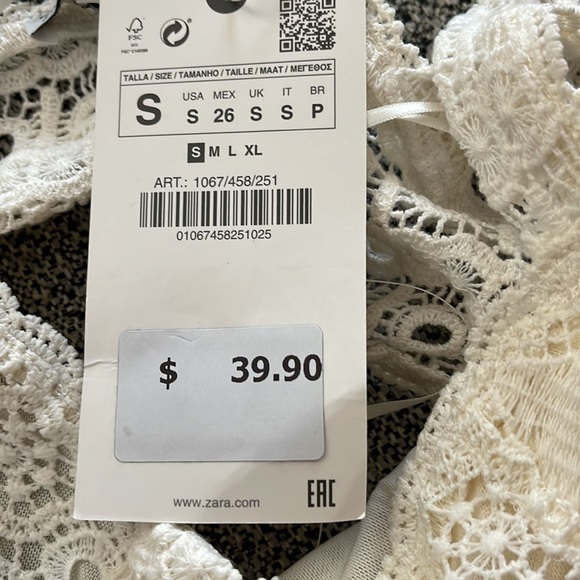 FSC
TALLA / SIZE / TAMANHO / TAILLE / MAAT / ΜΕΓΕΘΟΣ
S USA MEX UK IT BR
S 26 S S P
S M L XL
ART.: 1067/458/251
01067458251025
$ 39.90
www.zara.com
EAC